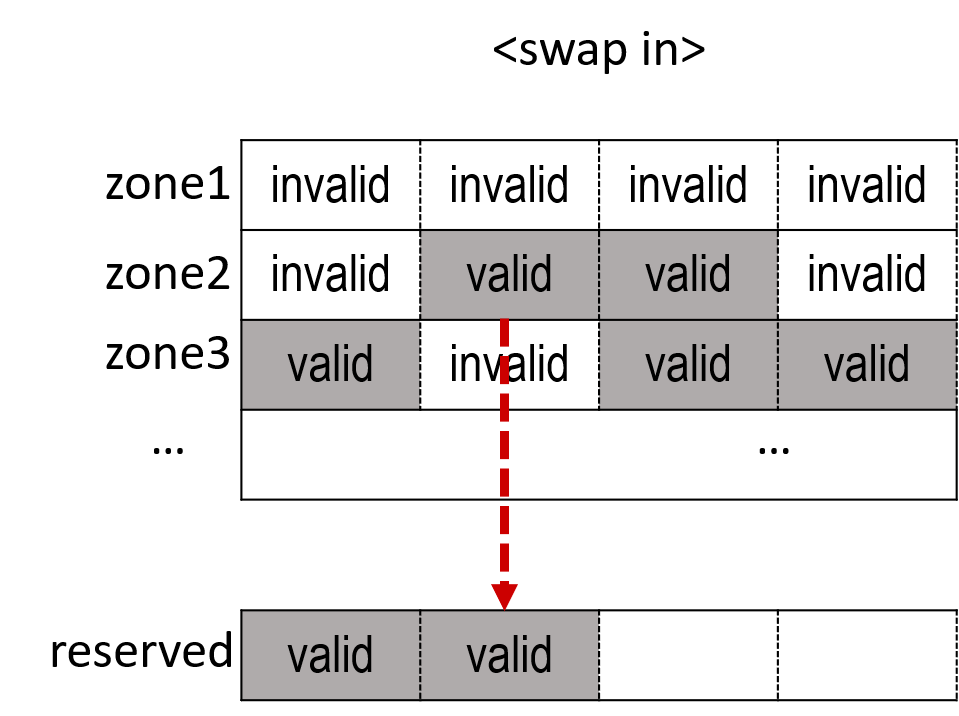 <swap in>
zone1 invalid invalid invalid invalid
zone2 invalid valid valid invalid
zone3 valid invalid valid valid
... ...
reserved valid valid